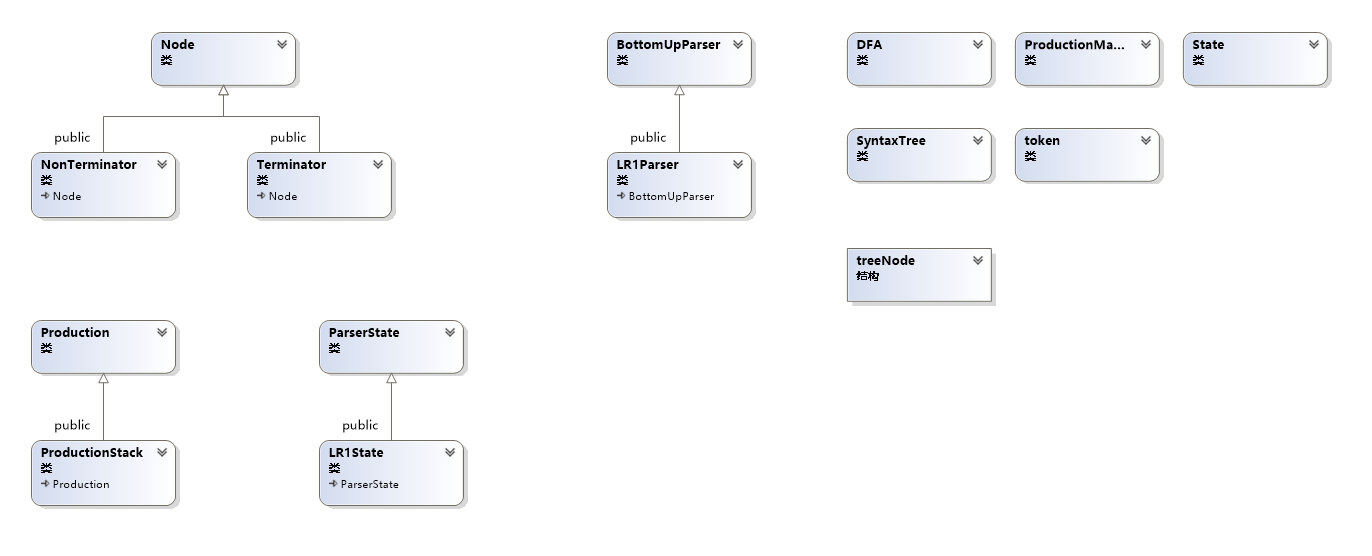 Node
类
public
public
NonTerminator
类
Node
Terminator
类
Node
BottomUpParser
类
public
LR1Parser
类
BottomUpParser
DFA
类
ProductionMa...
类
State
类
SyntaxTree
类
token
类
treeNode
结构
Production
类
public
ProductionStack
类
Production
ParserState
类
public
LR1State
类
ParserState